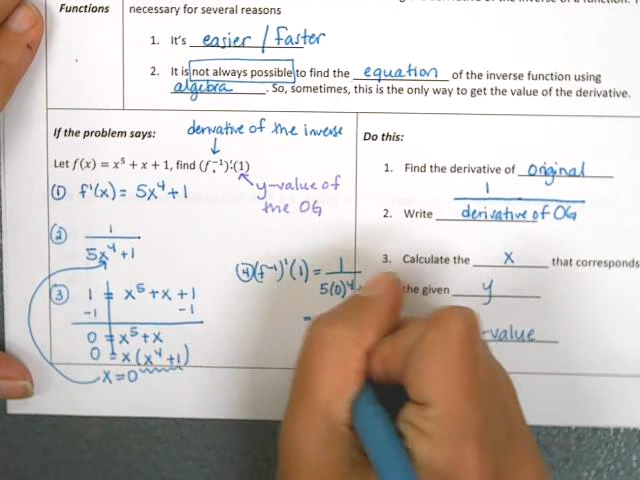 Functions
necessary for several reasons
1. It's easier / faster
2. It is not always possible to find the equation of the inverse function using
algebra. So, sometimes, this is the only way to get the value of the derivative.
If the problem says:
derivative of the inverse
Let f(x) = x⁵ + x + 1, find (f⁻¹)'(1)
y-value of
the OG
① f'(x) = 5x⁴ + 1
②
1
5x⁴ + 1
③ 1 = x⁵ + x + 1
-1 -1
0 = x⁵ + x
0 = x(x⁴ + 1)
x = 0
④ (f⁻¹)'(1) = 1
5(0)⁴
=
Do this:
1. Find the derivative of original
1
2. Write derivative of OG
3. Calculate the x that corresponds
the given y
-value